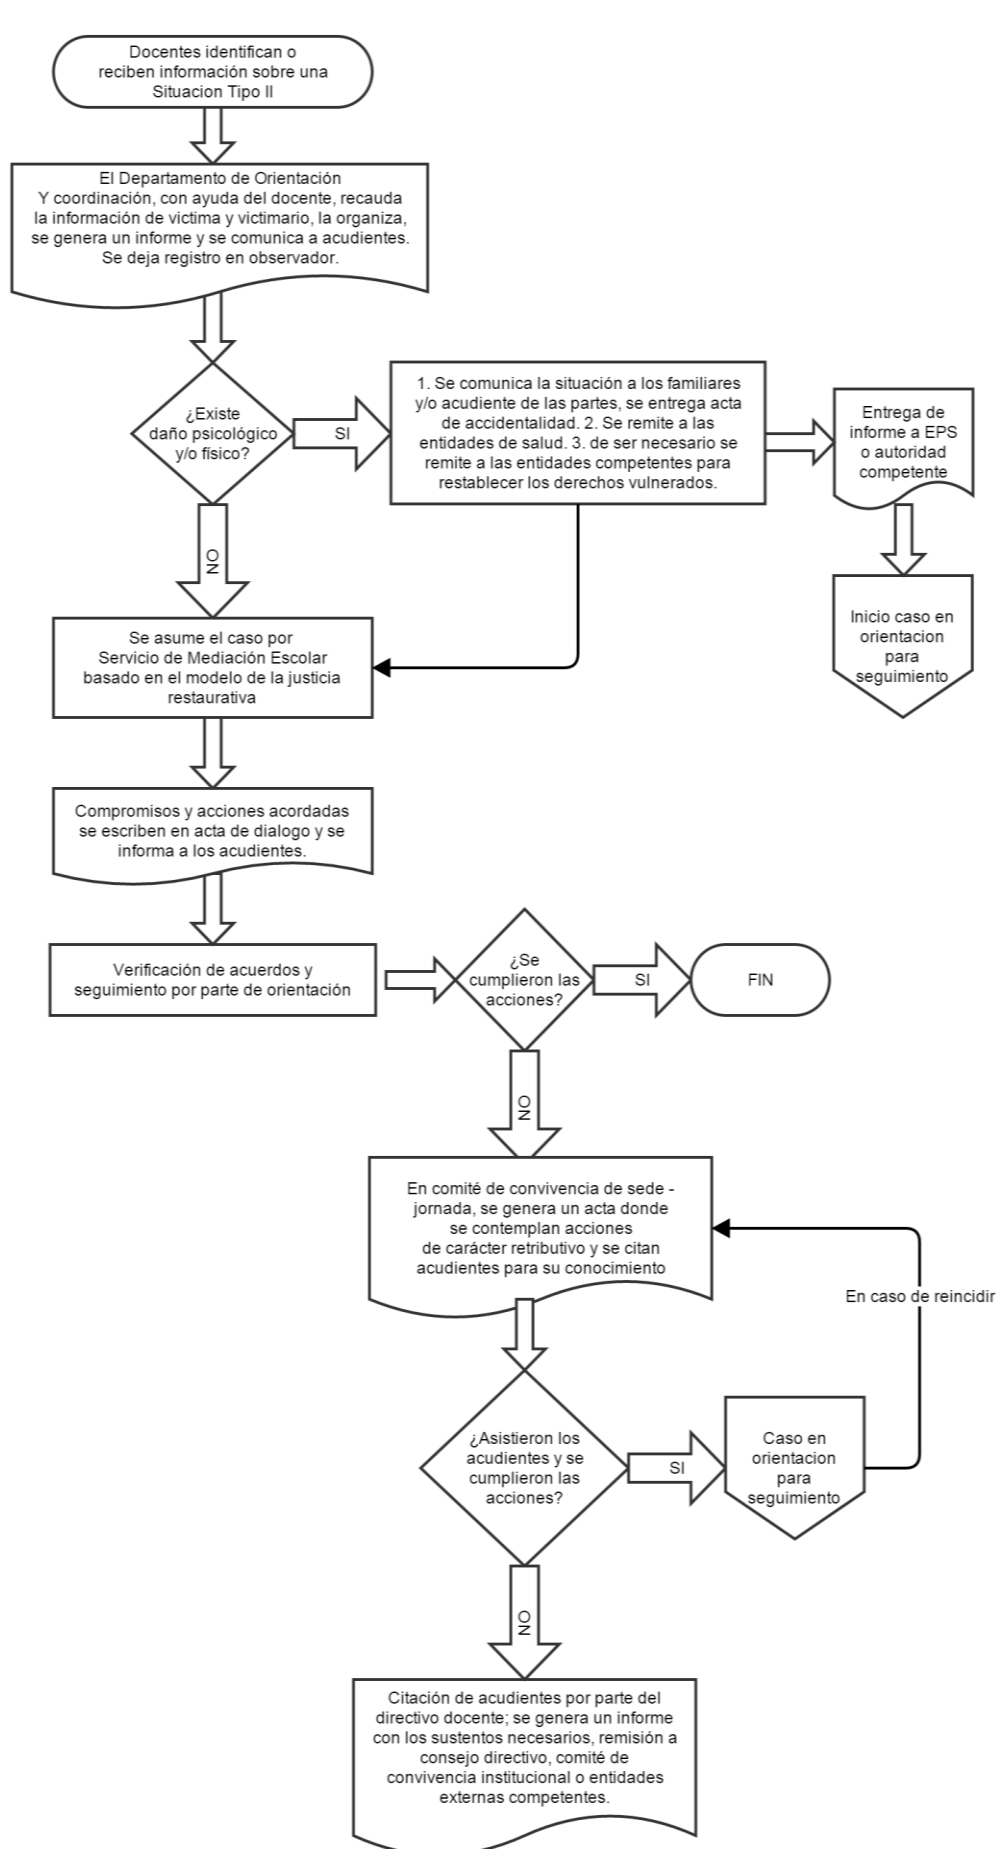 Docentes identifican o
reciben información sobre una
Situacion Tipo II
El Departamento de Orientación
Y coordinación, con ayuda del docente, recauda
la información de victima y victimario, la organiza,
se genera un informe y se comunica a acudientes.
Se deja registro en observador.
¿Existe
daño psicológico
y/o físico?
SI
1. Se comunica la situación a los familiares
y/o acudiente de las partes, se entrega acta
de accidentalidad. 2. Se remite a las
entidades de salud. 3. de ser necesario se
remite a las entidades competentes para
restablecer los derechos vulnerados.
Entrega de
informe a EPS
o autoridad
competente
NO
Inicio caso en
orientacion
para
seguimiento
Se asume el caso por
Servicio de Mediación Escolar
basado en el modelo de la justicia
restaurativa
Compromisos y acciones acordadas
se escriben en acta de dialogo y se
informa a los acudientes.
Verificación de acuerdos y
seguimiento por parte de orientación
¿Se
cumplieron las
acciones?
SI
FIN
NO
En comité de convivencia de sede -
jornada, se genera un acta donde
se contemplan acciones
de carácter retributivo y se citan
acudientes para su conocimiento
En caso de reincidir
¿Asistieron los
acudientes y se
cumplieron las
acciones?
SI
Caso en
orientacion
para
seguimiento
NO
Citación de acudientes por parte del
directivo docente; se genera un informe
con los sustentos necesarios, remisión a
consejo directivo, comité de
convivencia institucional o entidades
externas competentes.